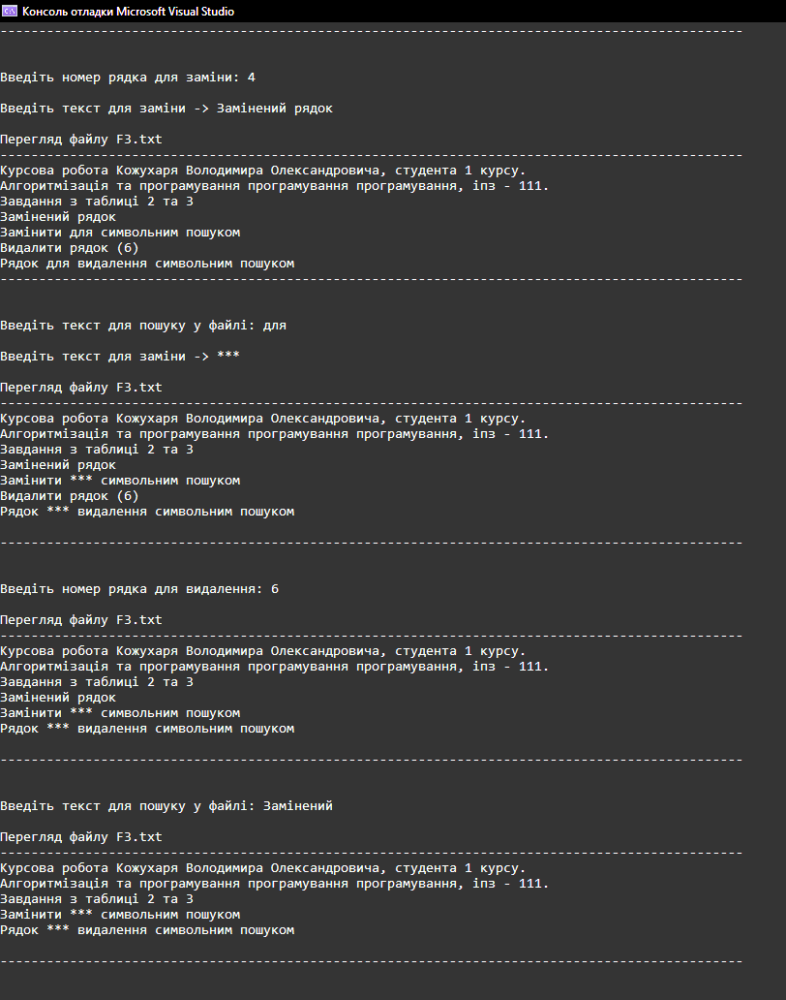 Консоль отладки Microsoft Visual Studio
------------------------------------------------------------------------------------------------
Введіть номер рядка для заміни: 4
Введіть текст для заміни -> Замінений рядок
Перегляд файлу F3.txt
------------------------------------------------------------------------------------------------
Курсова робота Кожухаря Володимира Олександровича, студента 1 курсу.
Алгоритмізація та програмування програмування програмування, іпз - 111.
Завдання з таблиці 2 та 3
Замінений рядок
Замінити для символьним пошуком
Видалити рядок (6)
Рядок для видалення символьним пошуком
------------------------------------------------------------------------------------------------
Введіть текст для пошуку у файлі: для
Введіть текст для заміни -> ***
Перегляд файлу F3.txt
------------------------------------------------------------------------------------------------
Курсова робота Кожухаря Володимира Олександровича, студента 1 курсу.
Алгоритмізація та програмування програмування програмування, іпз - 111.
Завдання з таблиці 2 та 3
Замінений рядок
Замінити *** символьним пошуком
Видалити рядок (6)
Рядок *** видалення символьним пошуком
------------------------------------------------------------------------------------------------
Введіть номер рядка для видалення: 6
Перегляд файлу F3.txt
------------------------------------------------------------------------------------------------
Курсова робота Кожухаря Володимира Олександровича, студента 1 курсу.
Алгоритмізація та програмування програмування програмування, іпз - 111.
Завдання з таблиці 2 та 3
Замінений рядок
Замінити *** символьним пошуком
Рядок *** видалення символьним пошуком
------------------------------------------------------------------------------------------------
Введіть текст для пошуку у файлі: Замінений
Перегляд файлу F3.txt
------------------------------------------------------------------------------------------------
Курсова робота Кожухаря Володимира Олександровича, студента 1 курсу.
Алгоритмізація та програмування програмування програмування, іпз - 111.
Завдання з таблиці 2 та 3
Замінити *** символьним пошуком
Рядок *** видалення символьним пошуком
------------------------------------------------------------------------------------------------